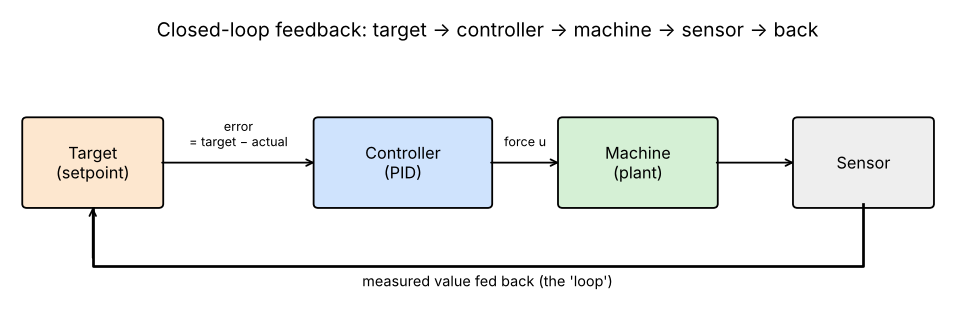 Closed-loop feedback: target → controller → machine → sensor → back
error
= target − actual
force u
Target
(setpoint)
Controller
(PID)
Machine
(plant)
Sensor
measured value fed back (the 'loop')